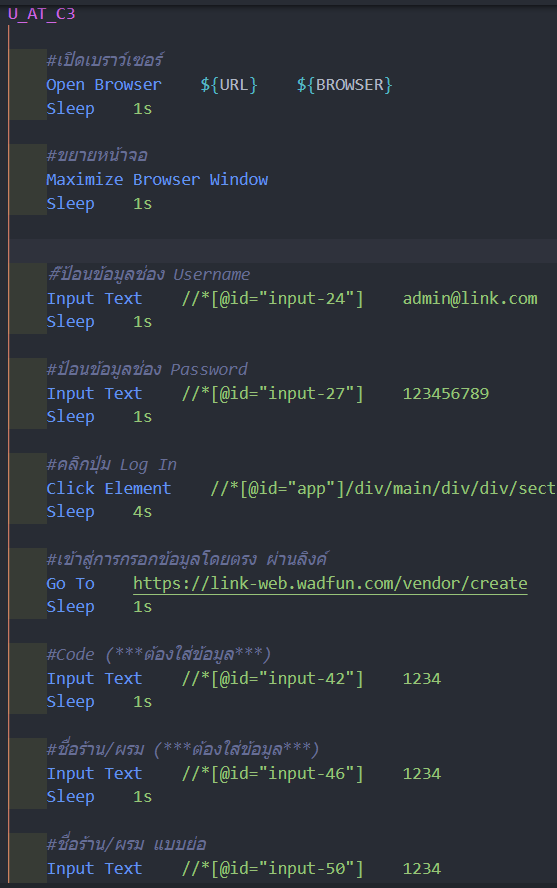 U_AT_C3
#เปิดเบราว์เซอร์
Open Browser    ${URL}    ${BROWSER}
Sleep    1s
#ขยายหน้าจอ
Maximize Browser Window
Sleep    1s
#ป้อนข้อมูลช่อง Username
Input Text    //*[@id="input-24"]    admin@link.com
Sleep    1s
#ป้อนข้อมูลช่อง Password
Input Text    //*[@id="input-27"]    123456789
Sleep    1s
#คลิกปุ่ม Log In
Click Element    //*[@id="app"]/div/main/div/div/sect
Sleep    4s
#เข้าสู่การกรอกข้อมูลโดยตรง ผ่านลิงค์
Go To    https://link-web.wadfun.com/vendor/create
Sleep    1s
#Code (***ต้องใส่ข้อมูล***)
Input Text    //*[@id="input-42"]    1234
Sleep    1s
#ชื่อร้าน/ผรม (***ต้องใส่ข้อมูล***)
Input Text    //*[@id="input-46"]    1234
Sleep    1s
#ชื่อร้าน/ผรม แบบย่อ
Input Text    //*[@id="input-50"]    1234